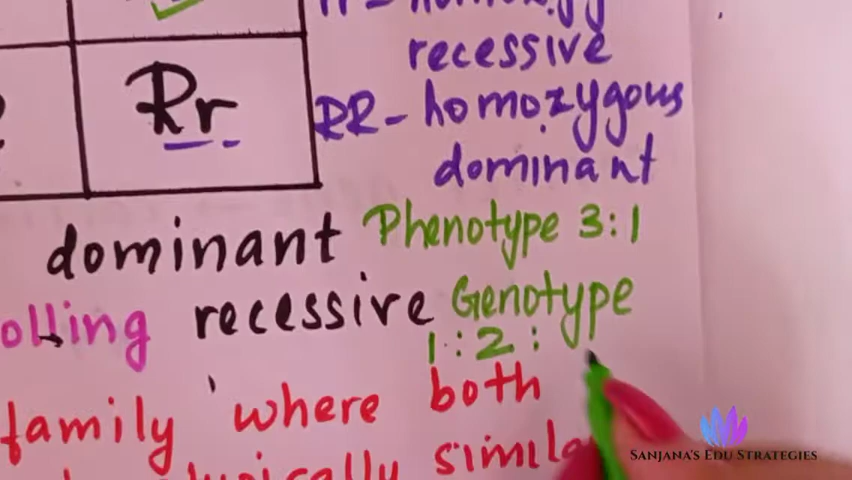 recessive
Rr
RR - homozygous
dominant
dominant Phenotype 3:1
olling recessive Genotype
1:2:
family where both
simila
SANJANA'S EDU STRATEGIES